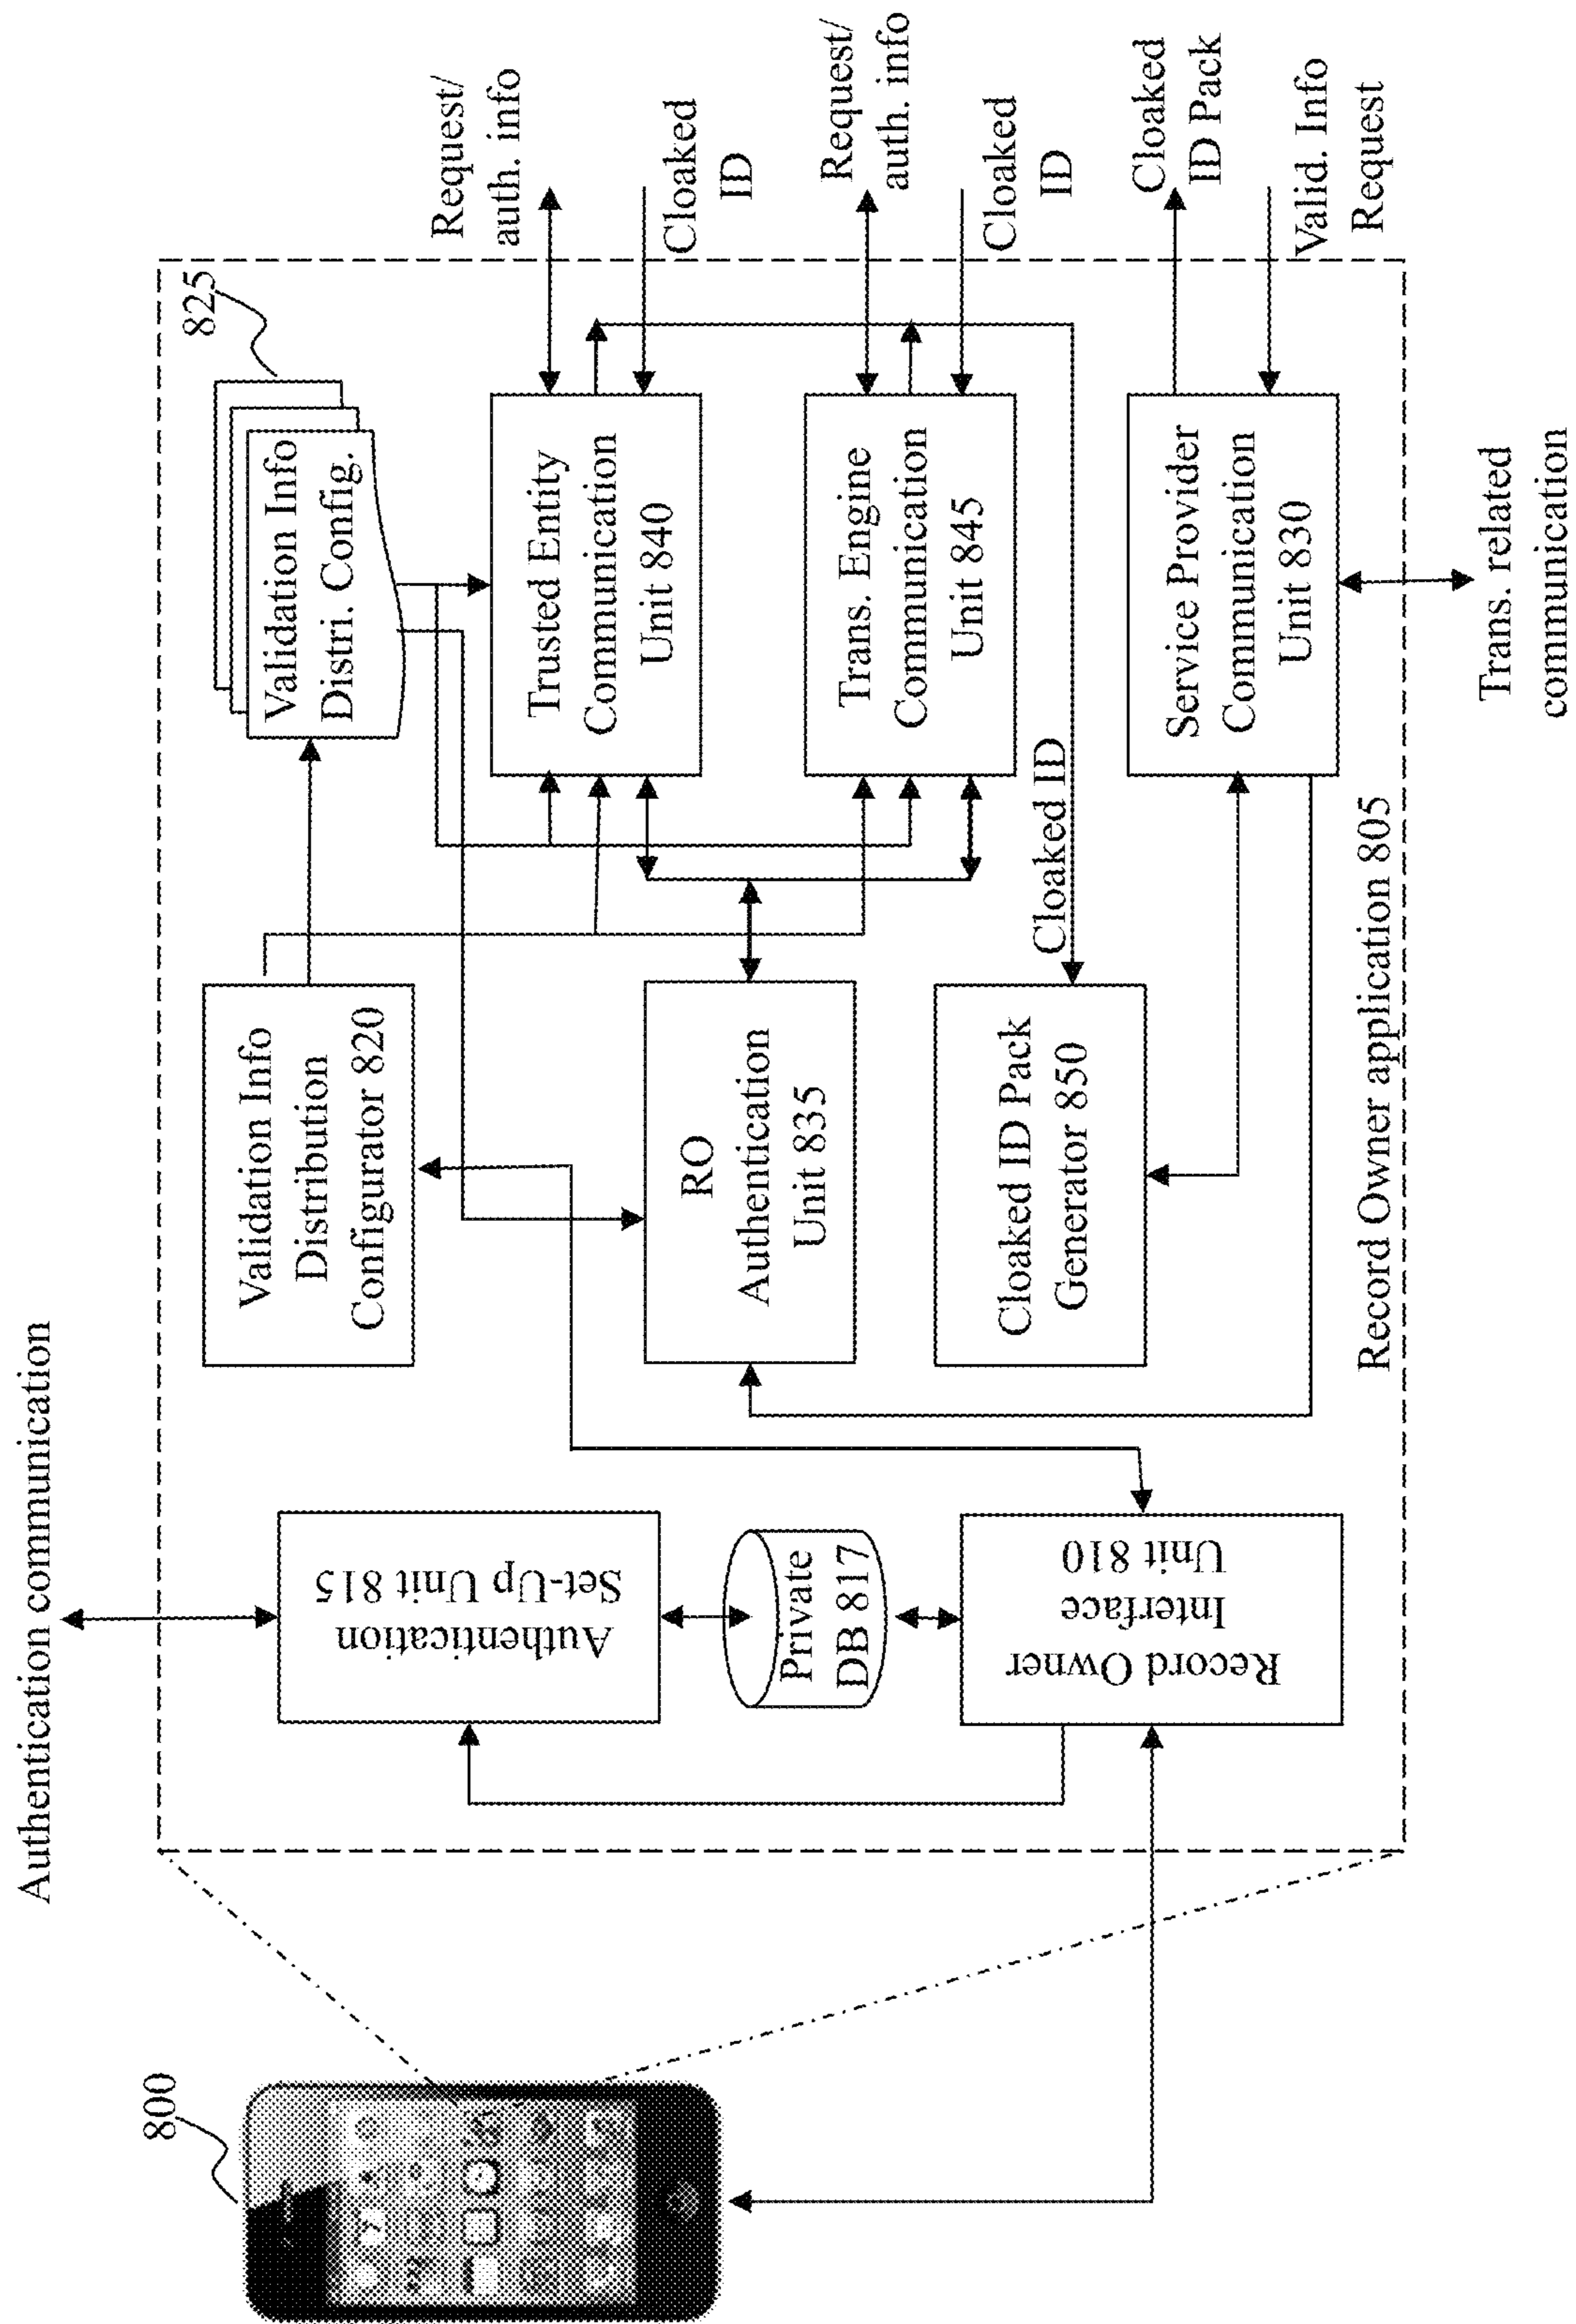 Authentication communication
800
Authentication
Set-Up Unit 815
Private
DB 817
Record Owner
Interface
Unit 810
Validation Info
Distribution
Configurator 820
825
Validation Info
Distri. Config.
RO
Authentication
Unit 835
Cloaked ID Pack
Generator 850
Cloaked ID
Trusted Entity
Communication
Unit 840
Trans. Engine
Communication
Unit 845
Service Provider
Communication
Unit 830
Request/
auth. info
Cloaked
ID
Request/
auth. info
Cloaked
ID
Cloaked
ID Pack
Valid. Info
Request
Record Owner application 805
Trans. related
communication